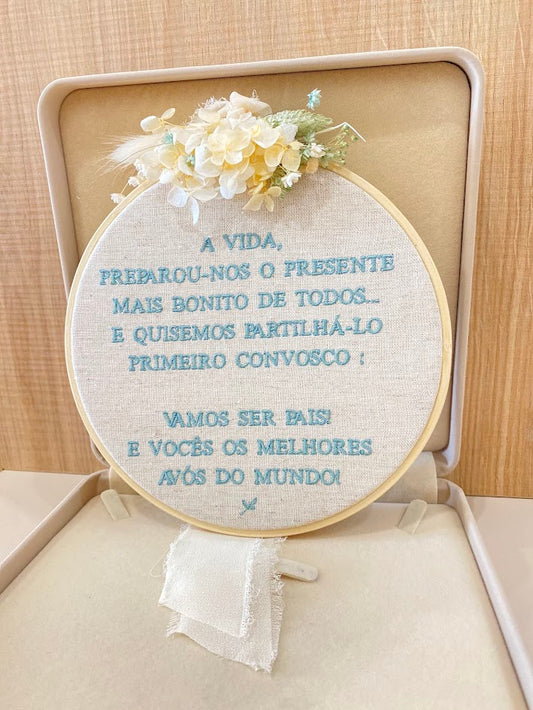 A VIDA,
PREPAROU-NOS O PRESENTE
MAIS BONITO DE TODOS...
E QUISEMOS PARTILHÁ-LO
PRIMEIRO CONVOSCO :
VAMOS SER PAIS!
E VOCÊS OS MELHORES
AVÓS DO MUNDO!